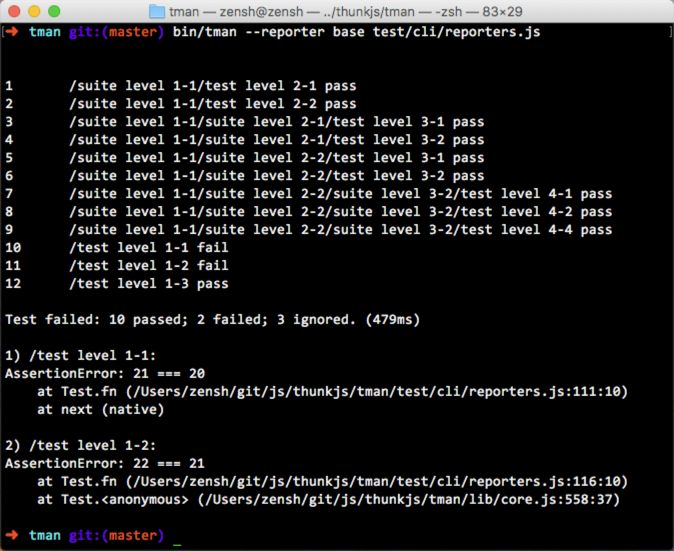 tman — zensh@zensh — ../thunkjs/tman — -zsh — 83×29
[➜ tman git:(master) bin/tman --reporter base test/cli/reporters.js ]
1 /suite level 1-1/test level 2-1 pass
2 /suite level 1-1/test level 2-2 pass
3 /suite level 1-1/suite level 2-1/test level 3-1 pass
4 /suite level 1-1/suite level 2-1/test level 3-2 pass
5 /suite level 1-1/suite level 2-2/test level 3-1 pass
6 /suite level 1-1/suite level 2-2/test level 3-2 pass
7 /suite level 1-1/suite level 2-2/suite level 3-2/test level 4-1 pass
8 /suite level 1-1/suite level 2-2/suite level 3-2/test level 4-2 pass
9 /suite level 1-1/suite level 2-2/suite level 3-2/test level 4-4 pass
10 /test level 1-1 fail
11 /test level 1-2 fail
12 /test level 1-3 pass
Test failed: 10 passed; 2 failed; 3 ignored. (479ms)
1) /test level 1-1:
AssertionError: 21 === 20
at Test.fn (/Users/zensh/git/js/thunkjs/tman/test/cli/reporters.js:111:10)
at next (native)
2) /test level 1-2:
AssertionError: 22 === 21
at Test.fn (/Users/zensh/git/js/thunkjs/tman/test/cli/reporters.js:116:10)
at Test.<anonymous> (/Users/zensh/git/js/thunkjs/tman/lib/core.js:558:37)
➜ tman git:(master) _